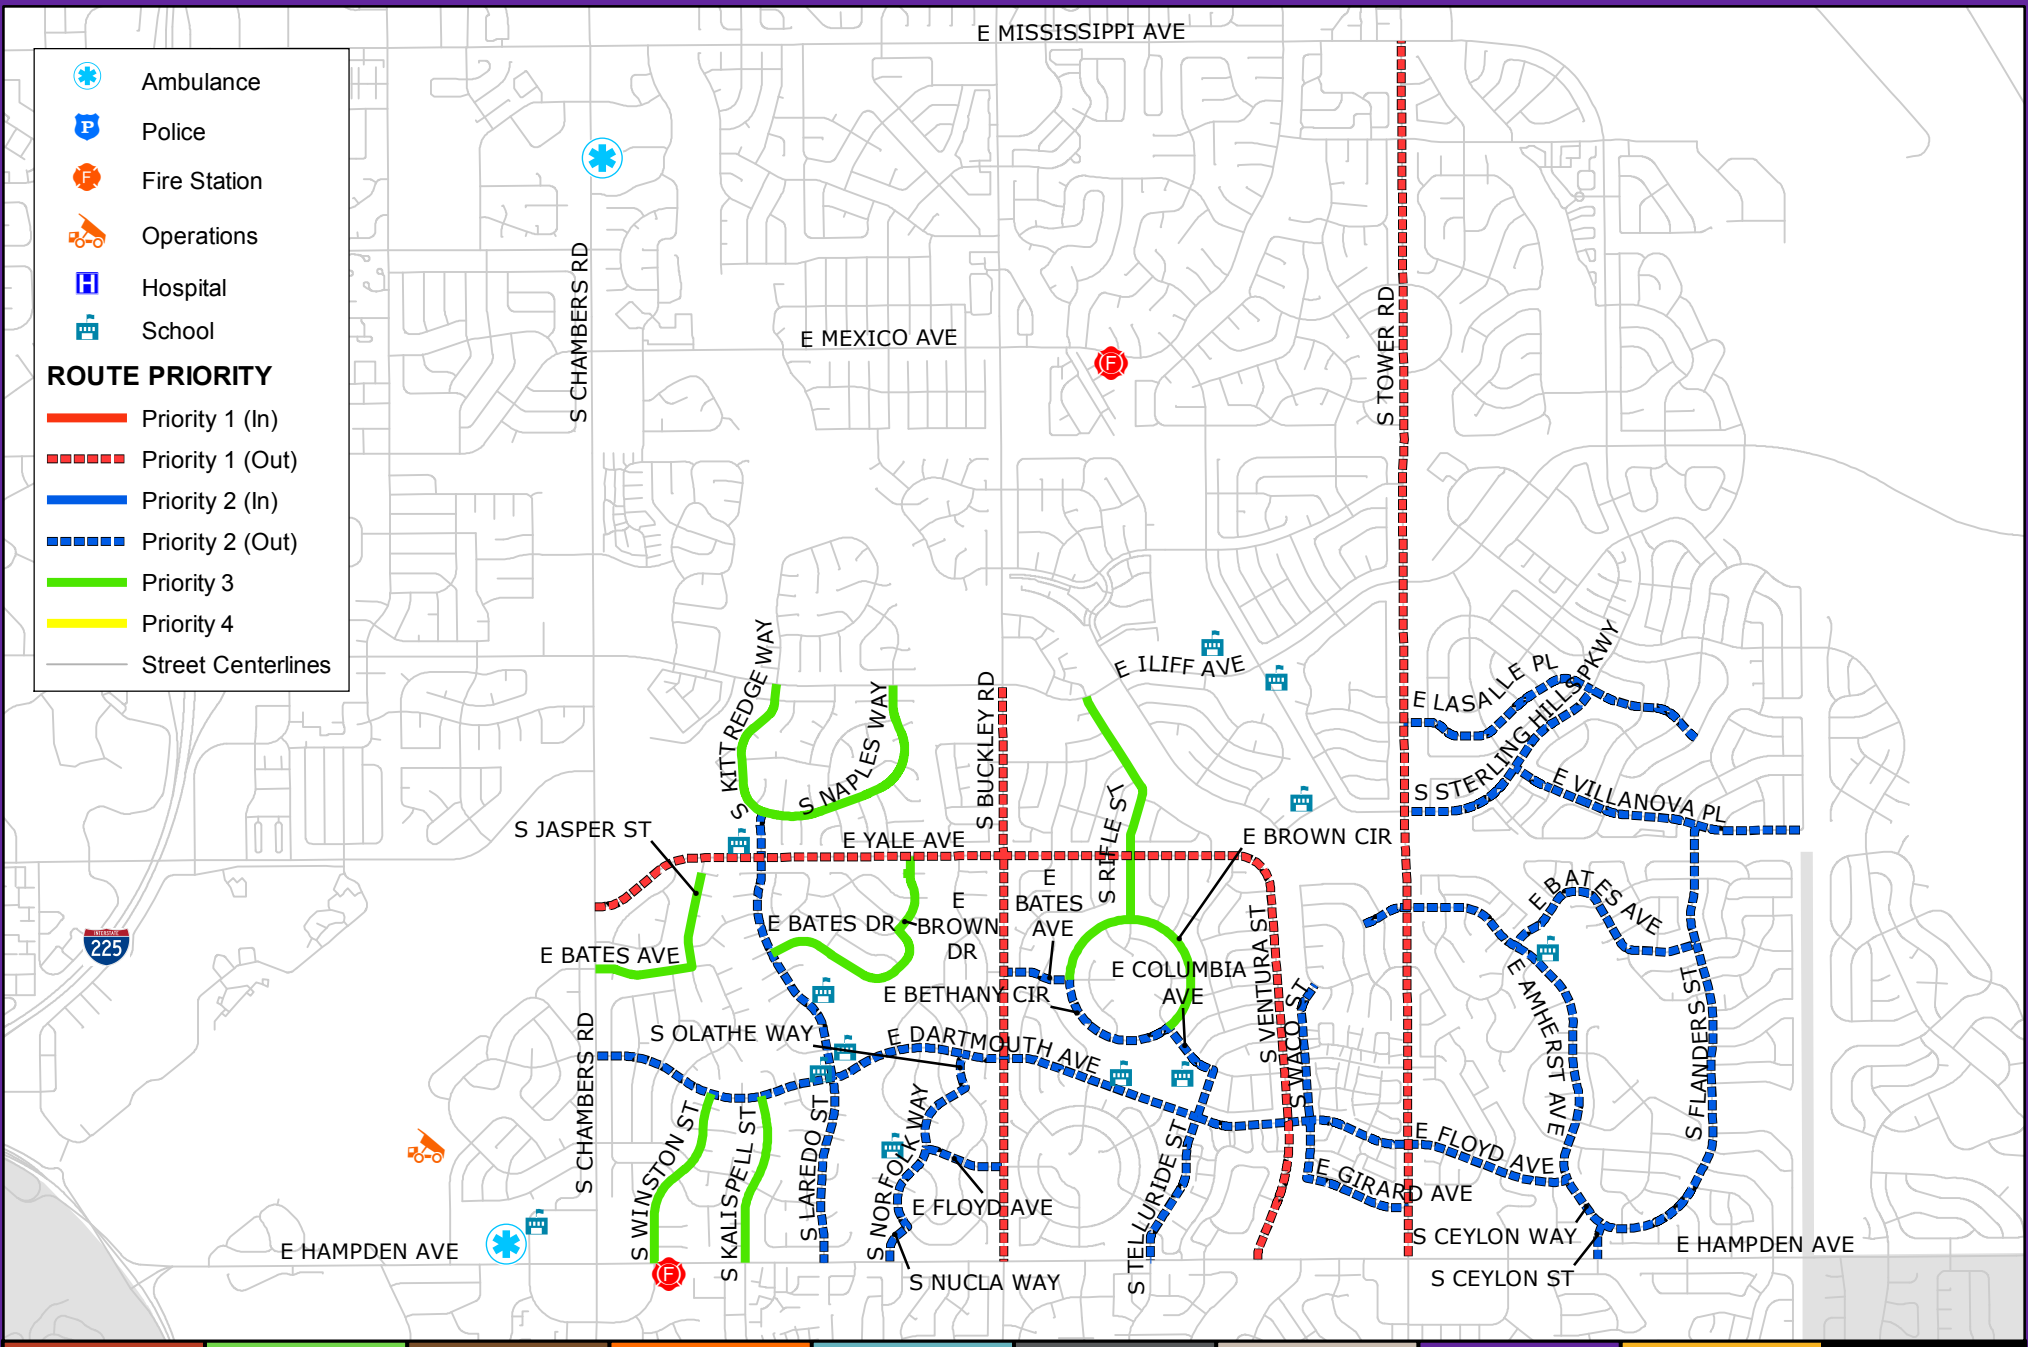 E MISSISSIPPI AVE
Ambulance
P
Police
F
Fire Station
Operations
H
Hospital
School
ROUTE PRIORITY
Priority 1 (In)
Priority 1 (Out)
Priority 2 (In)
Priority 2 (Out)
Priority 3
Priority 4
Street Centerlines
S CHAMBERS RD
E MEXICO AVE
F
S TOWER RD
S KITTREDGE WAY
S NAPLES WAY
S BUCKLEY RD
E ILIFF AVE
E LASALLE PL
S STERLING HILLS PKWY
E VILLANOVA PL
S JASPER ST
E YALE AVE
S RIFLE ST
E BROWN CIR
E BATES DR
E
BROWN
DR
E
BATES
AVE
E BATES AVE
E BATES AVE
INTERSTATE
225
E COLUMBIA
AVE
E BETHANY CIR
S VENTURA ST
S WACO ST
E AMHERST AVE
S FLANDERS ST
S OLATHE WAY
E DARTMOUTH AVE
S CHAMBERS RD
S WINSTON ST
S KALISPELL ST
S LAREDO ST
S NORFOLK WAY
E FLOYD AVE
S TELLURIDE ST
E FLOYD AVE
E GIRARD AVE
S CEYLON WAY
S CEYLON ST
E HAMPDEN AVE
E HAMPDEN AVE
F
S NUCLA WAY